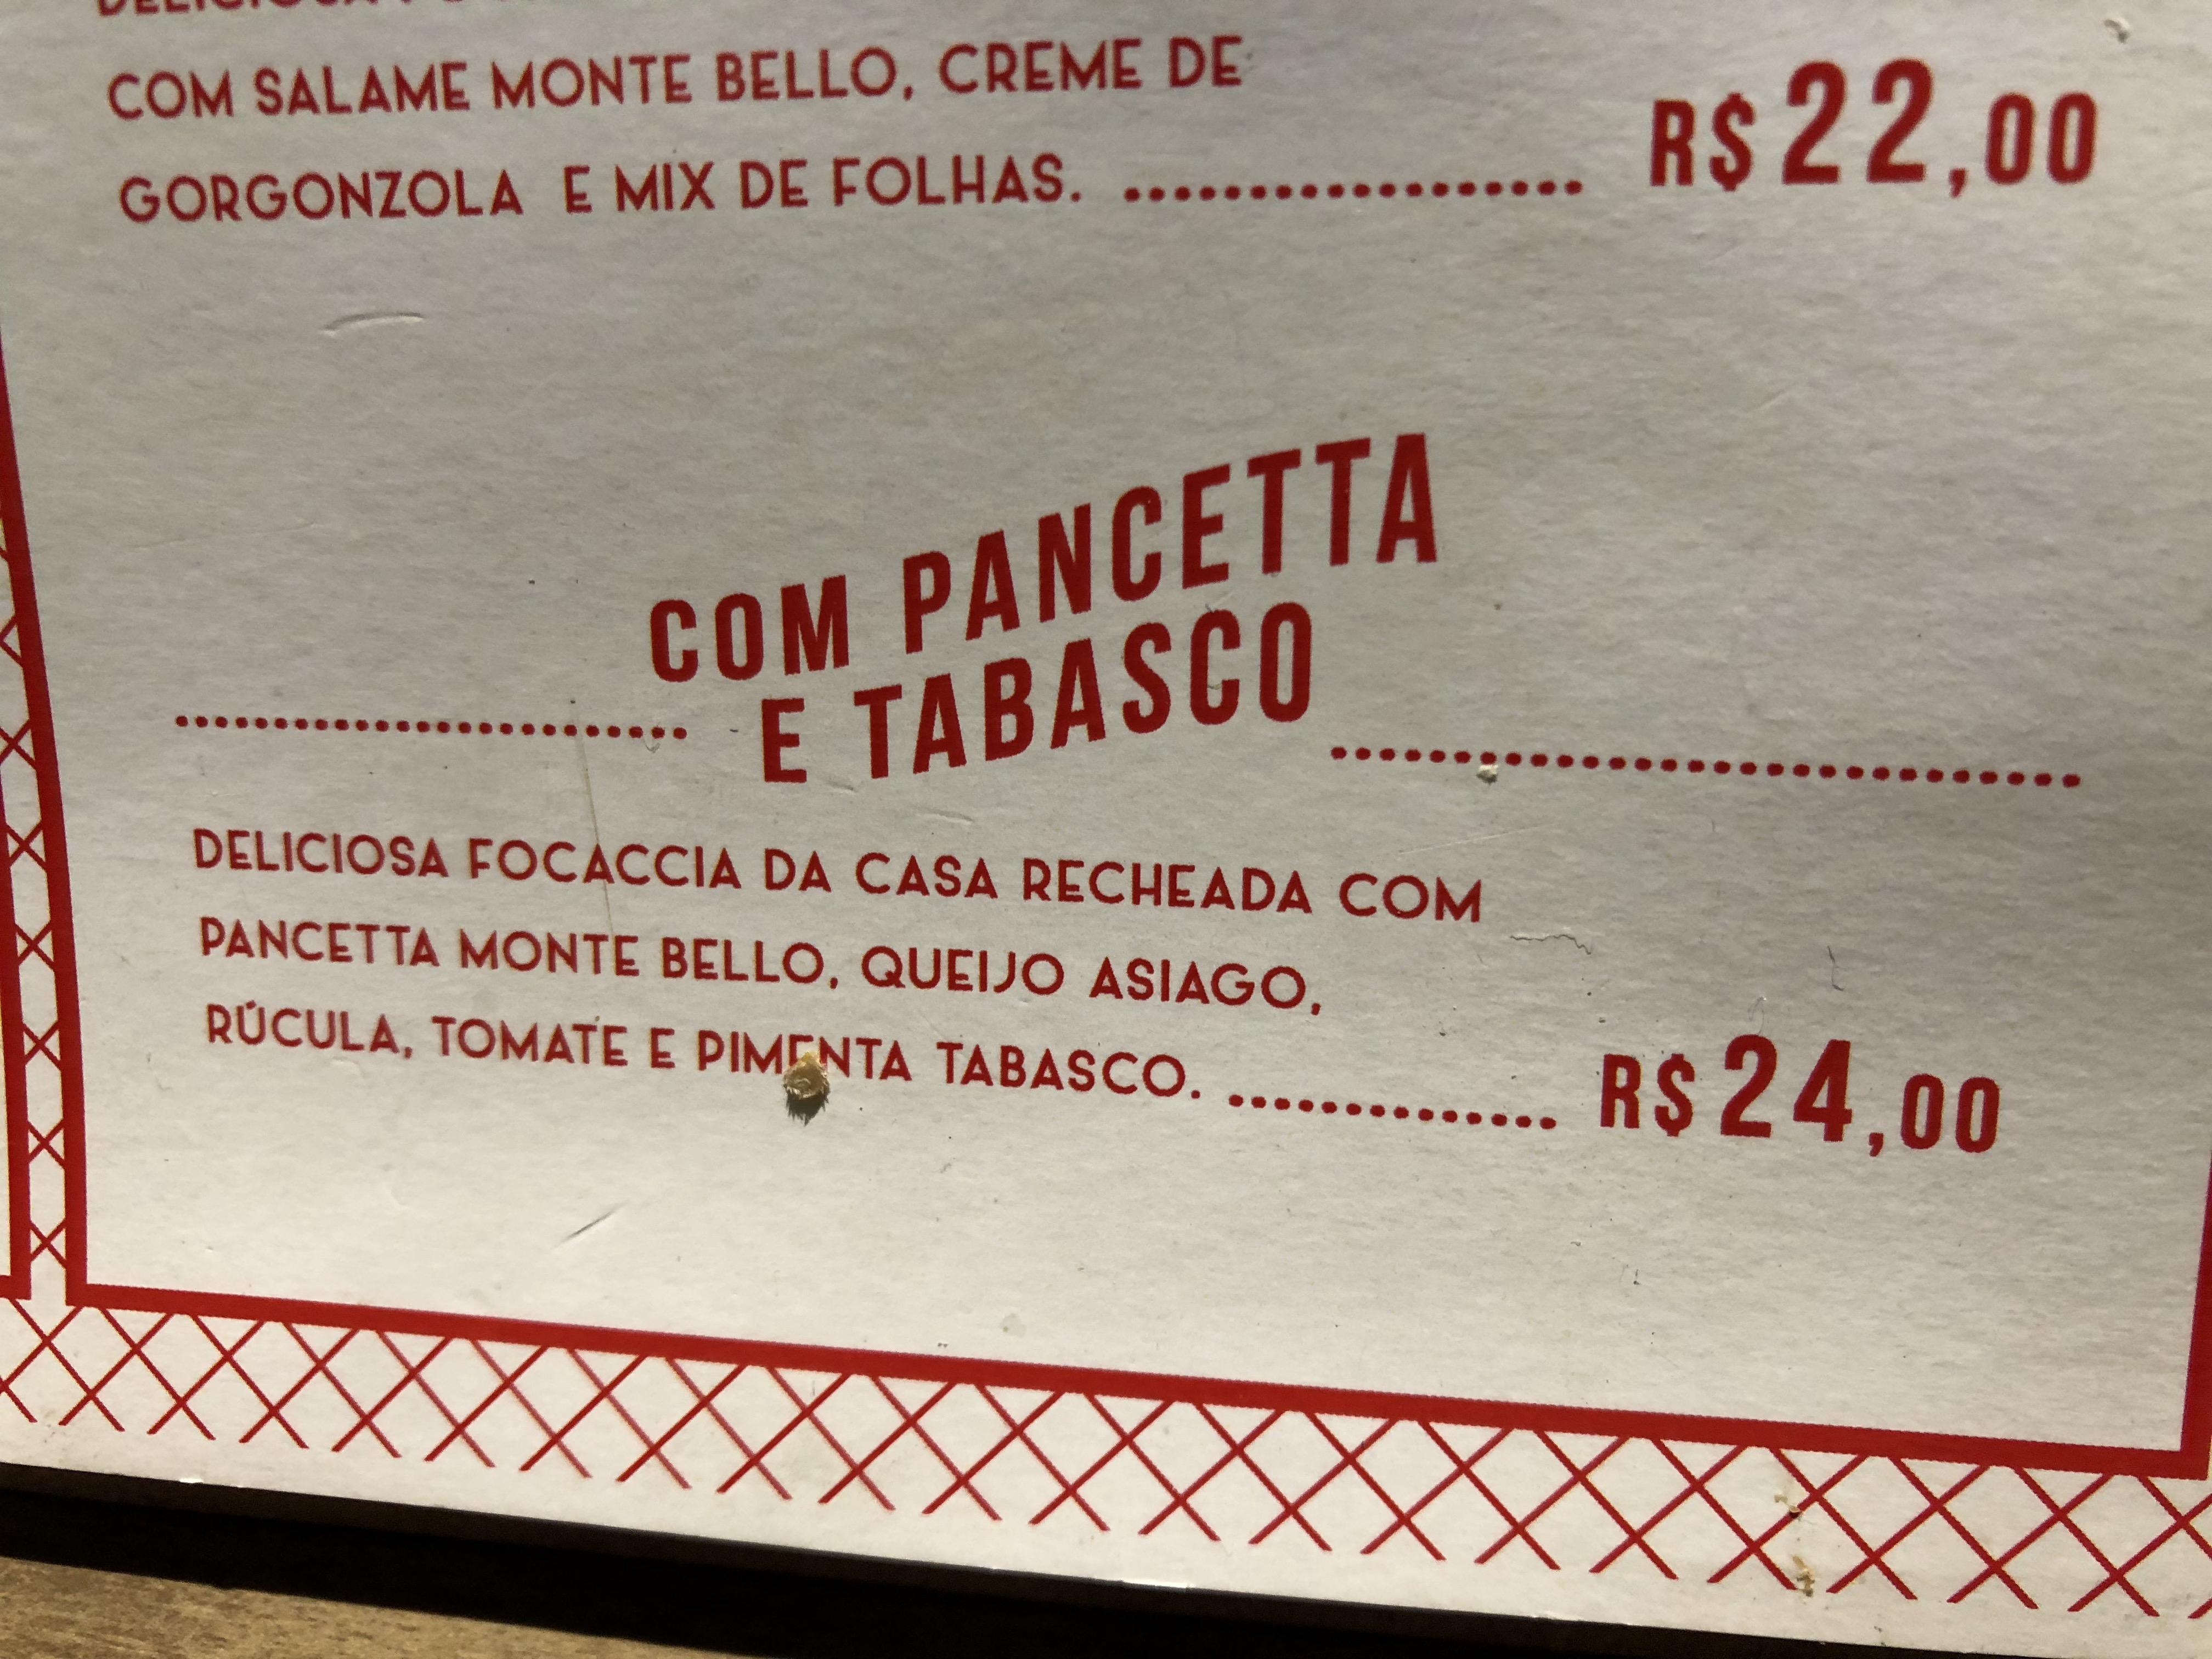 DELICIOSA
COM SALAME MONTE BELLO, CREME DE
GORGONZOLA E MIX DE FOLHAS. .................. R$ 22,00
COM PANCETTA
E TABASCO
DELICIOSA FOCACCIA DA CASA RECHEADA COM
PANCETTA MONTE BELLO, QUEIJO ASIAGO,
RÚCULA, TOMATE E PIMENTA TABASCO. .............. R$ 24,00